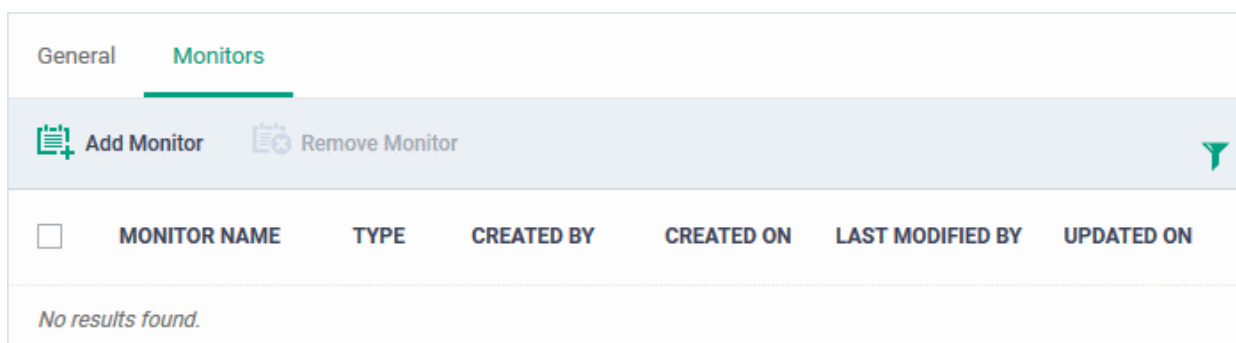 General Monitors
Add Monitor Remove Monitor
MONITOR NAME TYPE CREATED BY CREATED ON LAST MODIFIED BY UPDATED ON
No results found.